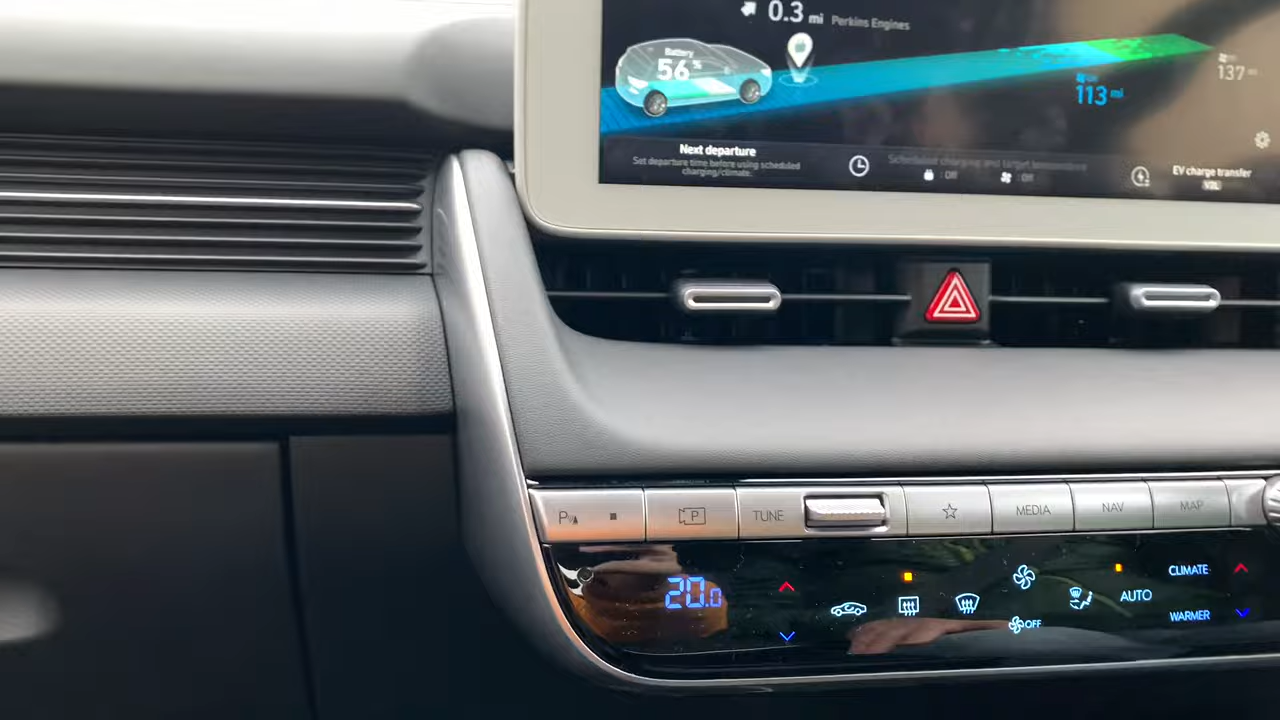 0.3 mi Perkins Engines
Battery
56 %
137 mi
113 mi
Next departure
Set departure time before using scheduled
charging/climate.
Scheduled charging and target
: Off
: Off
EV charge transfer
V2L
P
P
TUNE
MEDIA
NAV
MAP
20.0
CLIMATE
AUTO
OFF
WARMER